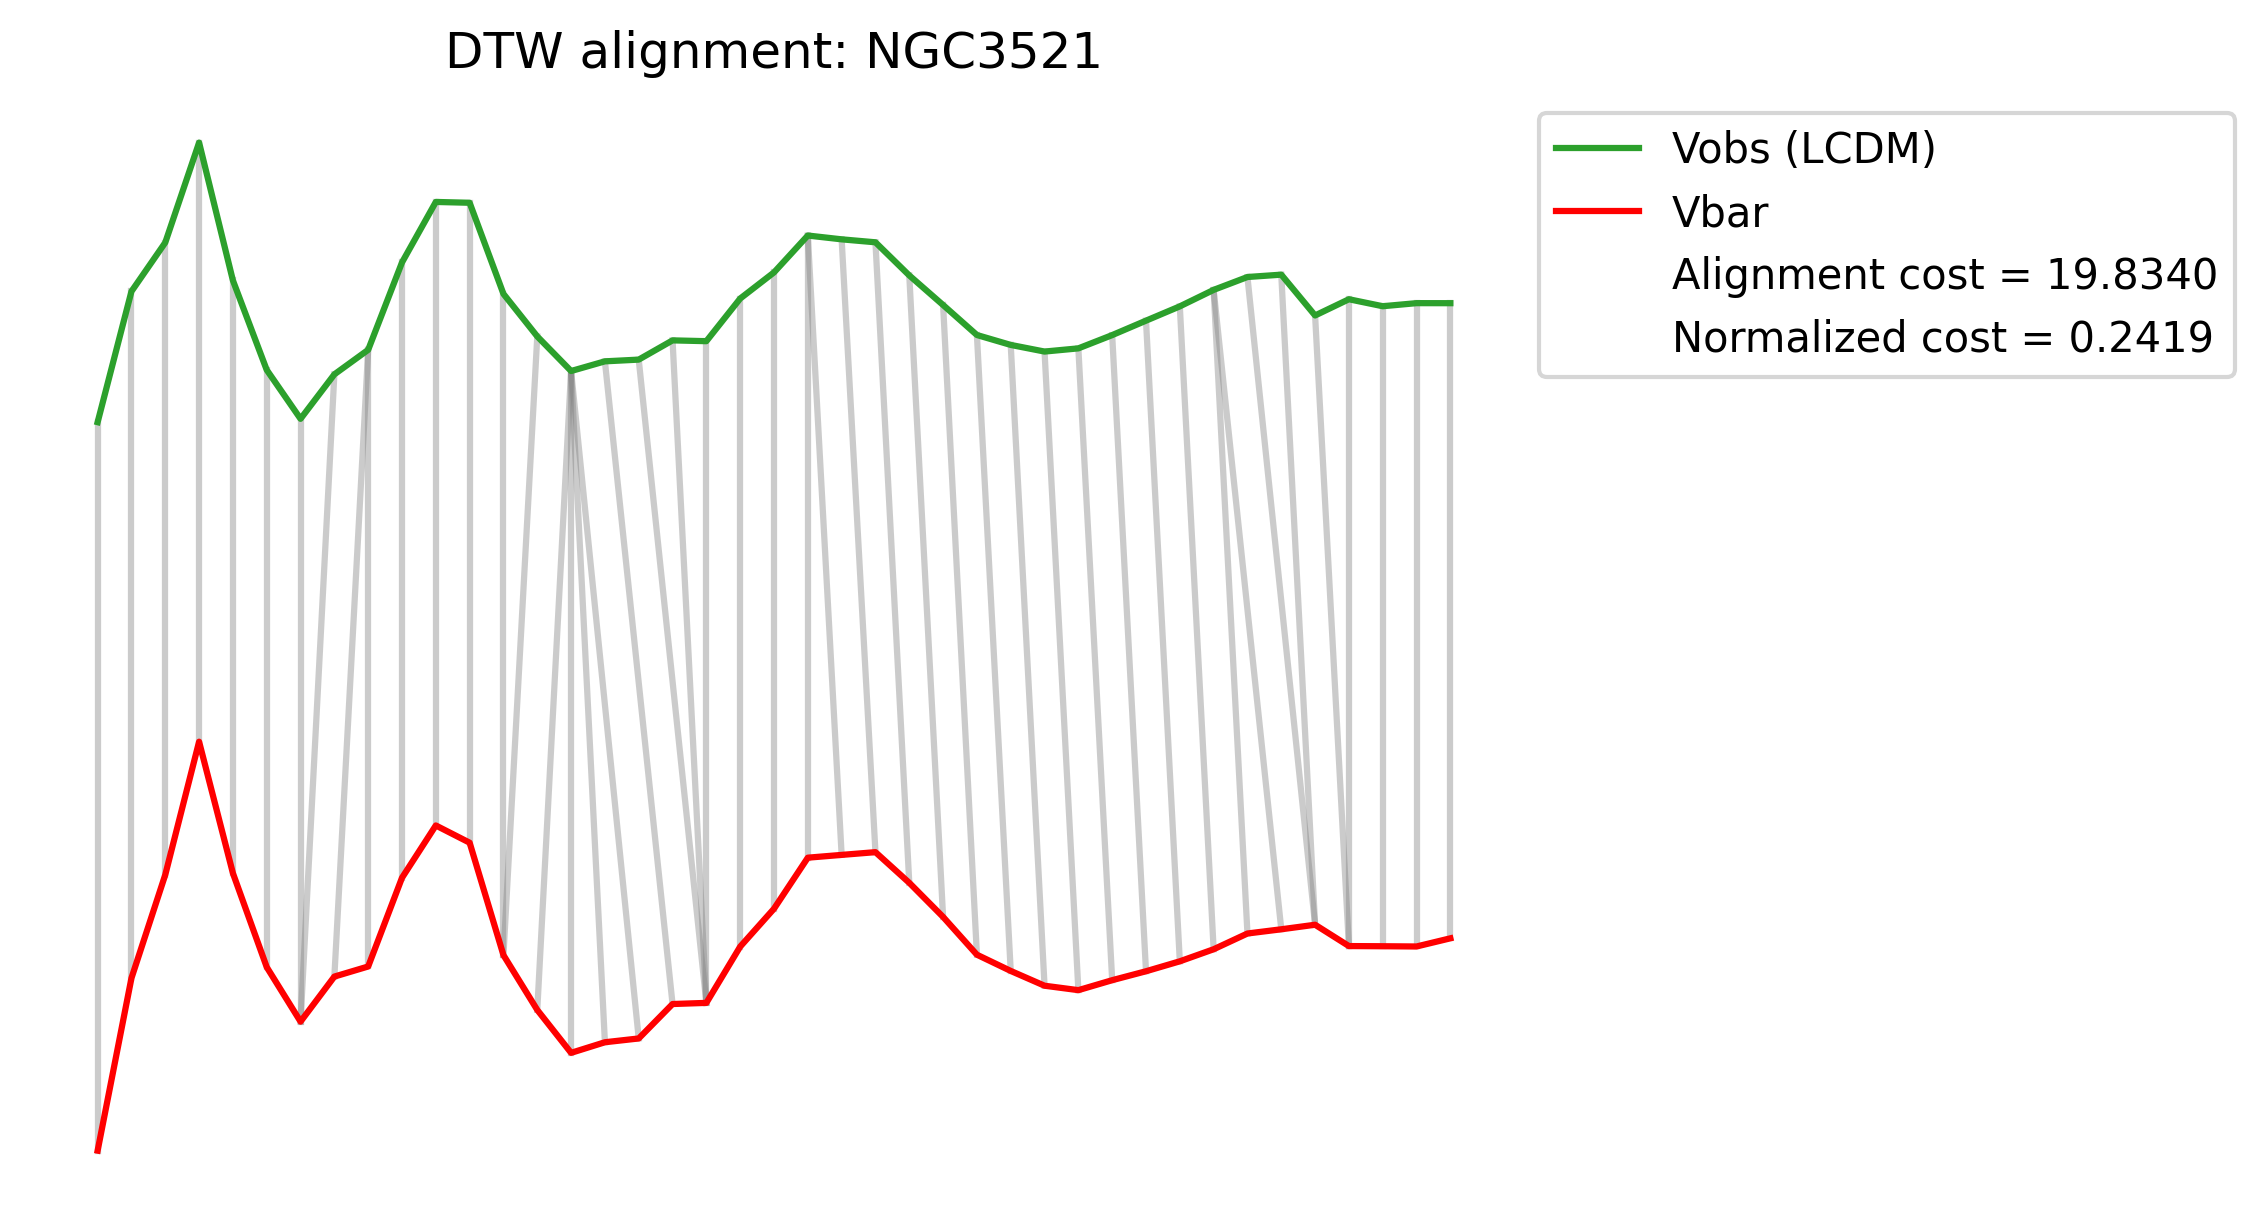 DTW alignment: NGC3521
Vobs (LCDM)
Vbar
Alignment cost = 19.8340
Normalized cost = 0.2419